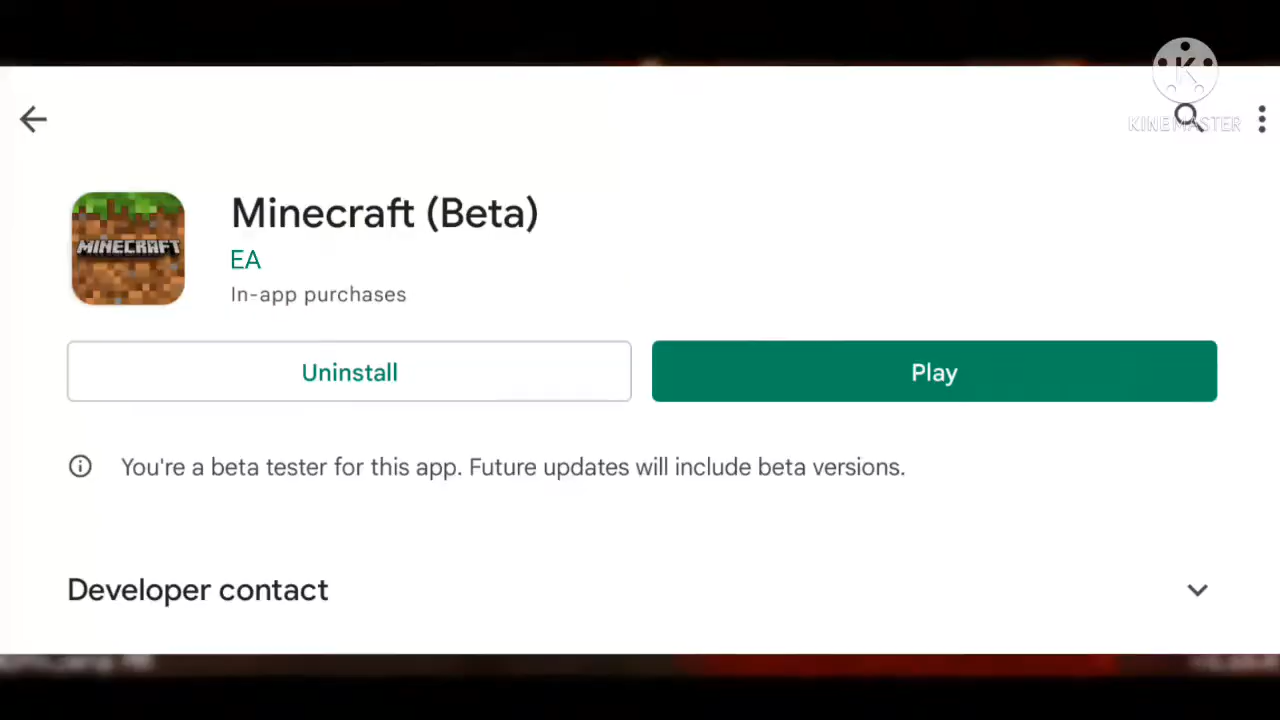 KINEMASTER
MINECRAFT
Minecraft (Beta)
EA
In-app purchases
Uninstall
Play
You're a beta tester for this app. Future updates will include beta versions.
Developer contact